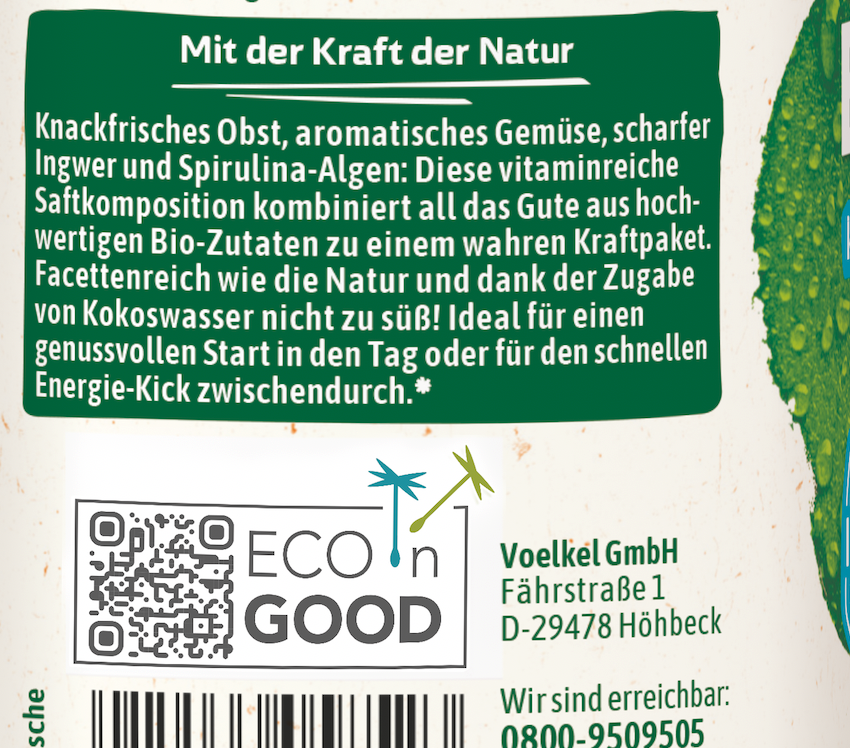 Mit der Kraft der Natur
Knackfrisches Obst, aromatisches Gemüse, scharfer
Ingwer und Spirulina-Algen: Diese vitaminreiche
Saftkomposition kombiniert all das Gute aus hoch-
wertigen Bio-Zutaten zu einem wahren Kraftpaket.
Facettenreich wie die Natur und dank der Zugabe
von Kokoswasser nicht zu süß! Ideal für einen
genussvollen Start in den Tag oder für den schnellen
Energie-Kick zwischendurch.*
ECO n
GOOD
Voelkel GmbH
Fährstraße 1
D-29478 Höhbeck
Wir sind erreichbar:
0800-9509505
sche